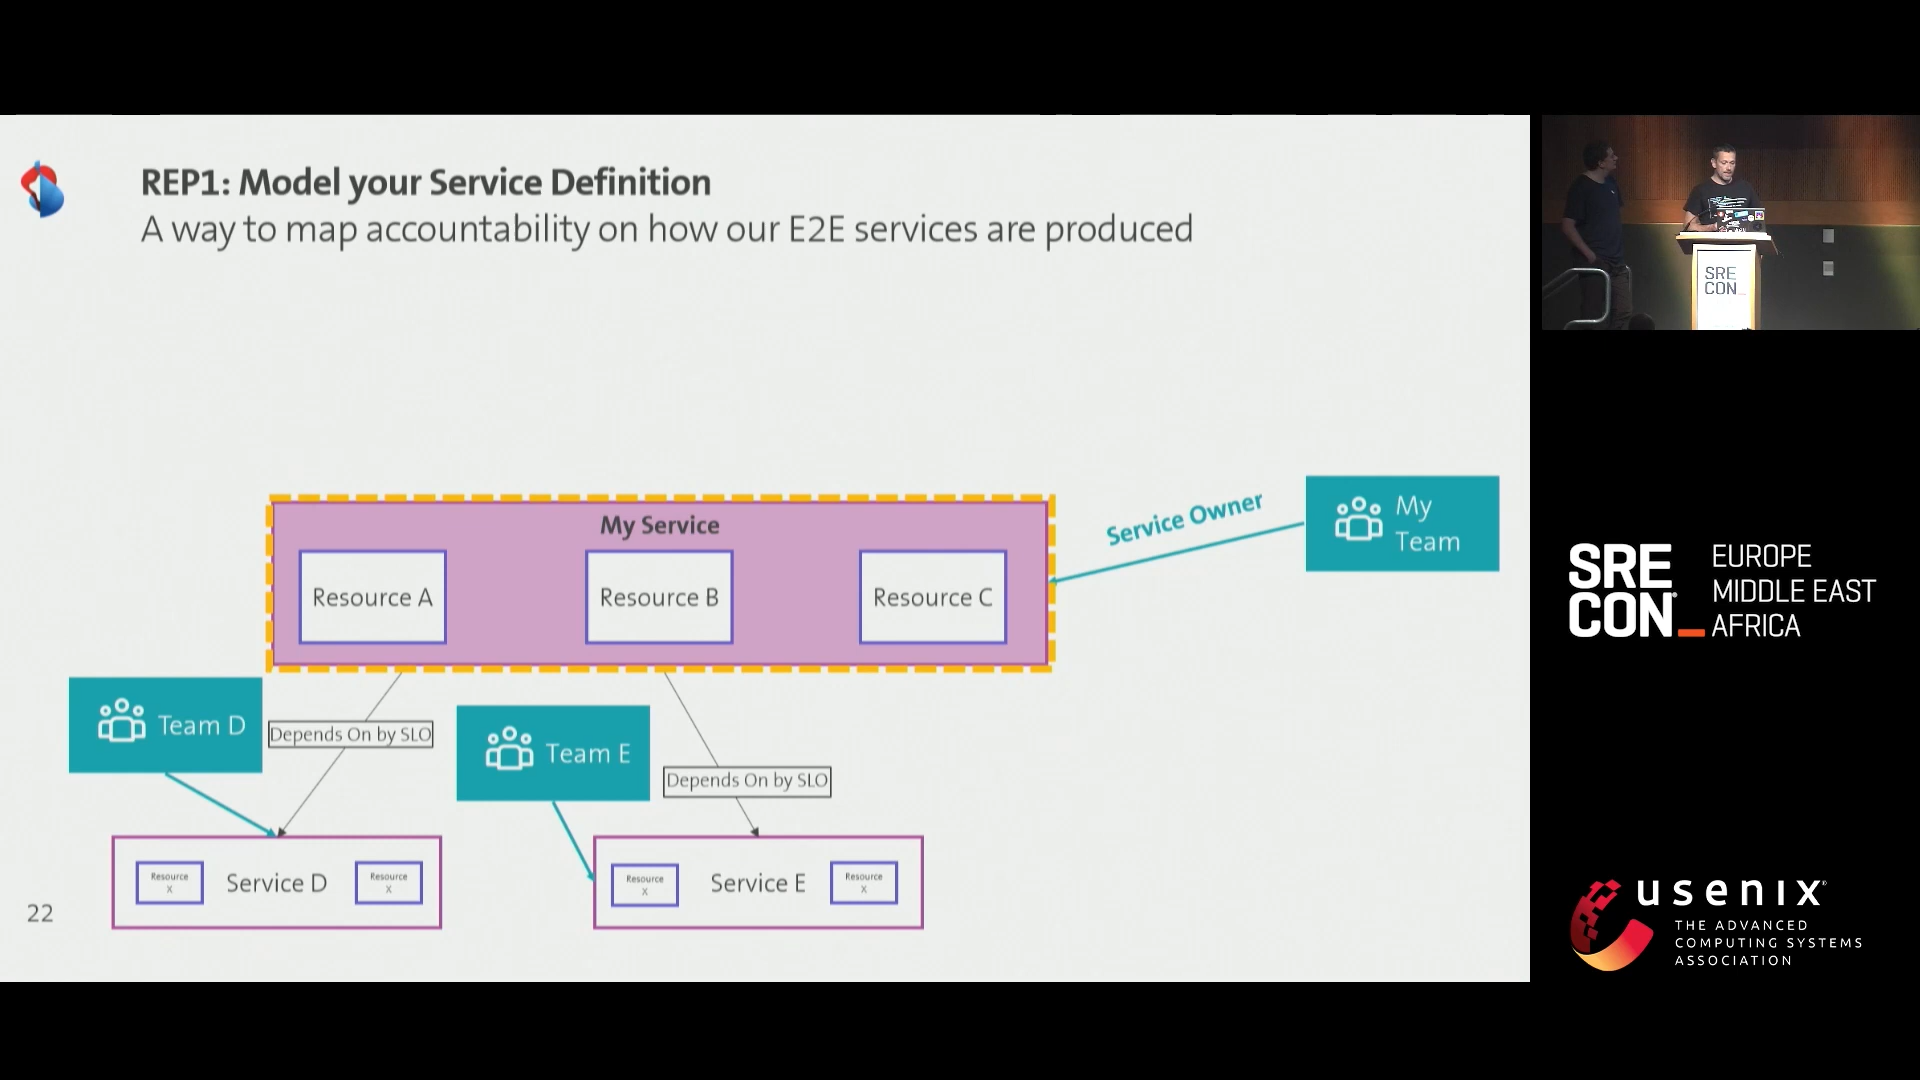 REP1: Model your Service Definition
A way to map accountability on how our E2E services are produced
My Service
Resource A
Resource B
Resource C
Service Owner
My
Team
Team D
Depends On by SLO
Team E
Depends On by SLO
Resource
X
Service D
Resource
X
Resource
X
Service E
Resource
X
22
SRE
CON_
SRE
CON_
EUROPE
MIDDLE EAST
AFRICA
usenix
THE ADVANCED
COMPUTING SYSTEMS
ASSOCIATION